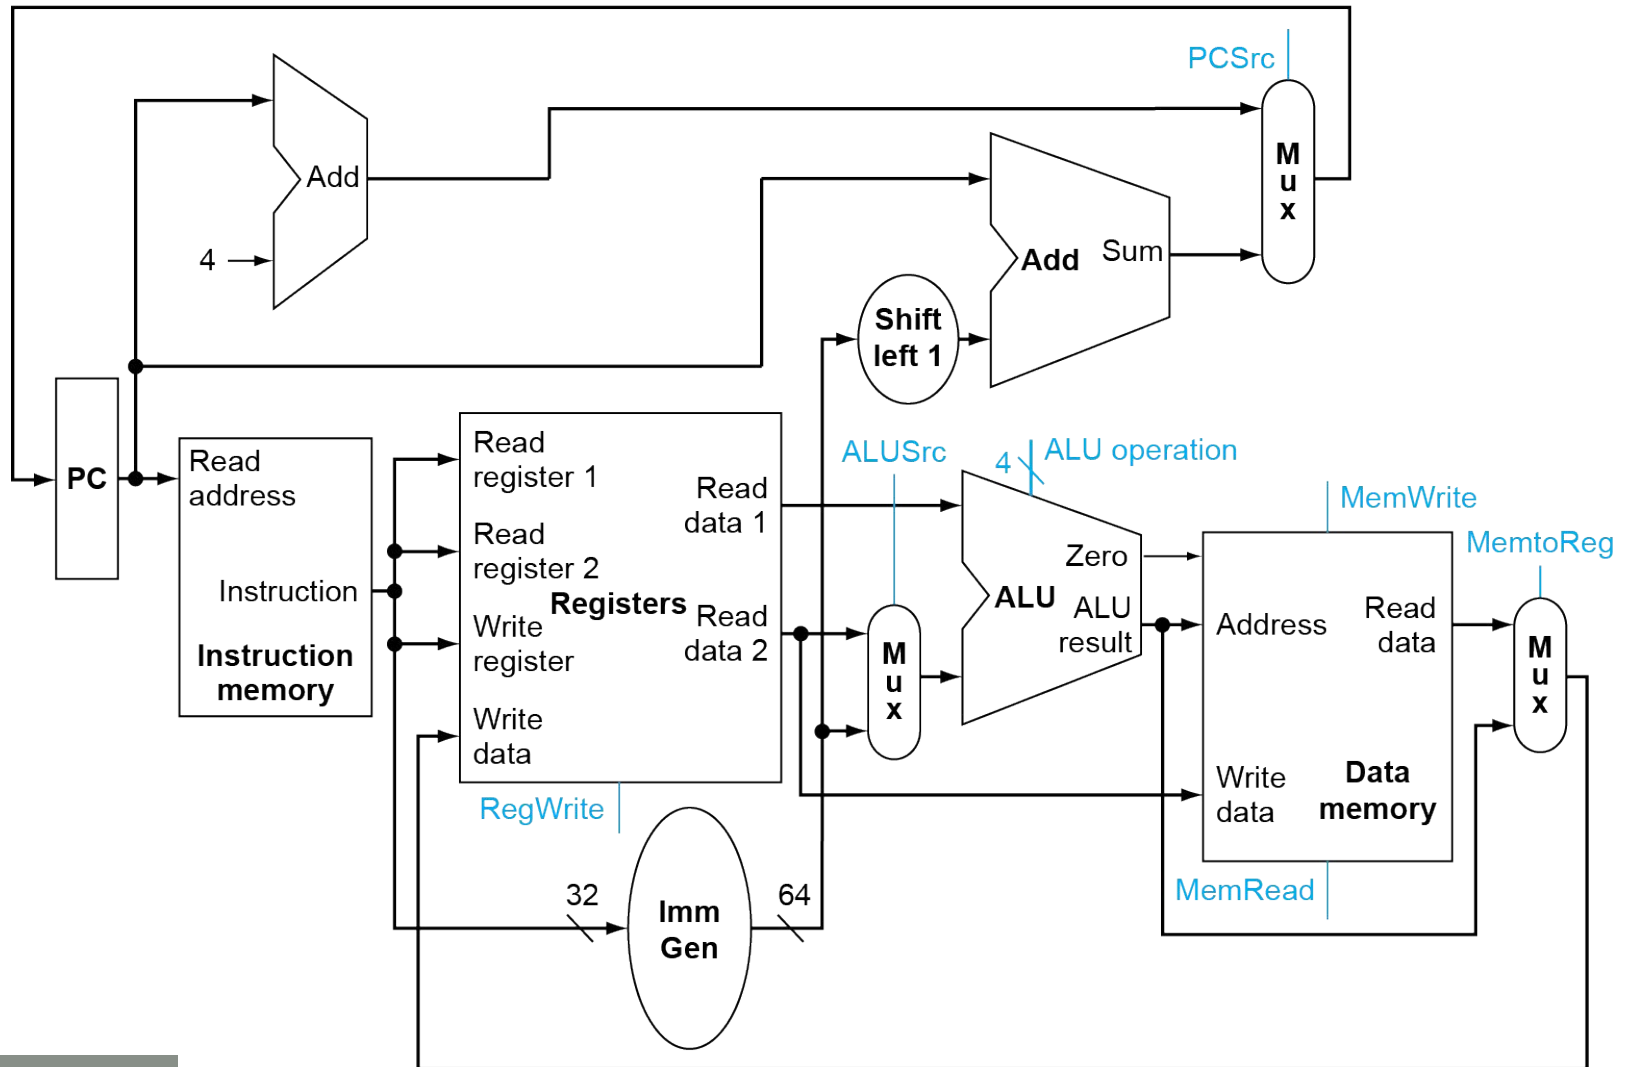 PCSrc
M
u
x
Add
4
Add
Sum
Shift
left 1
PC
Read
address
Instruction
Instruction
memory
Read
register 1
Read
register 2
Write
register
Write
data
Registers
Read
data 1
Read
data 2
RegWrite
ALUSrc
M
u
x
4
ALU operation
Zero
ALU
ALU
result
MemWrite
Address
Read
data
Write
data
Data
memory
MemRead
MemtoReg
M
u
x
32
Imm
Gen
64